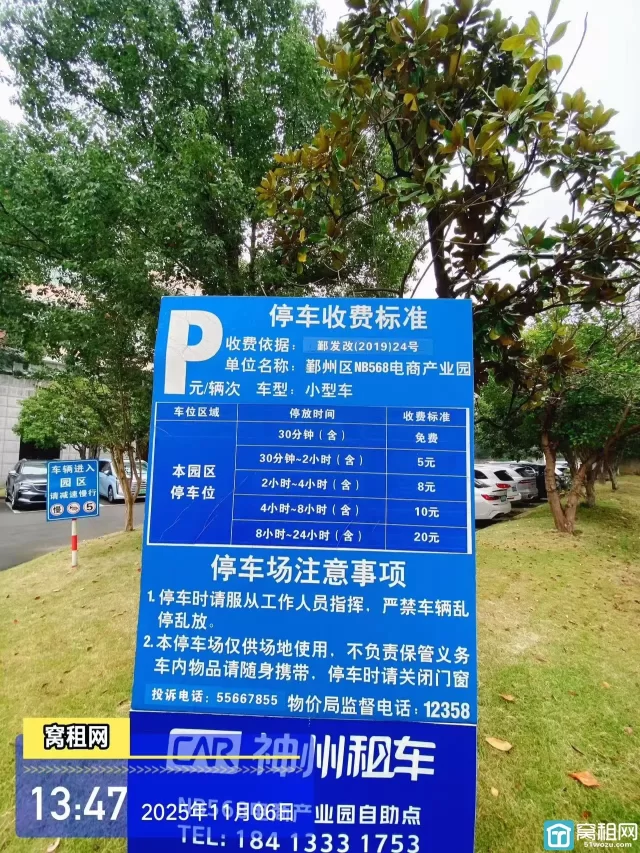 停车收费标准
P
收费依据: 鄞发改(2019)24号
单位名称: 鄞州区NB568电商产业园
元/辆次 车型: 小型车
车位区域 停放时间 收费标准
30分钟(含) 免费
30分钟~2小时(含) 5元
本园区
停车位
2小时~4小时(含) 8元
4小时~8小时(含) 10元
8小时~24小时(含) 20元
停车场注意事项
1.停车时请服从工作人员指挥，严禁车辆乱
停乱放。
2.本停车场仅供场地使用，不负责保管义务
车内物品请随身携带，停车时请关闭门窗
投诉电话: 55667855 物价局监督电话: 12358
CAR 神州租车
产业园自助点
TEL: 184 1333 1753
车辆进入
园区
请减速慢行
慢 5
窝租网
13:47
2025年11月06日
窝租网
51wozu.com